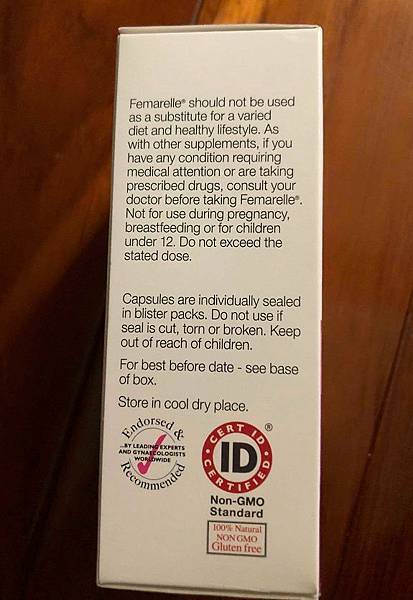 Femarelle® should not be used
as a substitute for a varied
diet and healthy lifestyle. As
with other supplements, if you
have any condition requiring
medical attention or are taking
prescribed drugs, consult your
doctor before taking Femarelle®.
Not for use during pregnancy,
breastfeeding or for children
under 12. Do not exceed the
stated dose.
Capsules are individually sealed
in blister packs. Do not use if
seal is cut, torn or broken. Keep
out of reach of children.
For best before date - see base
of box.
Store in cool dry place.
Endorsed &
...BY LEADING EXPERTS
AND GYNAECOLOGISTS
WORLDWIDE
Recommended
CERT ID
®
ID
CERTIFIED
Non-GMO
Standard
100% Natural
NON GMO
Gluten free